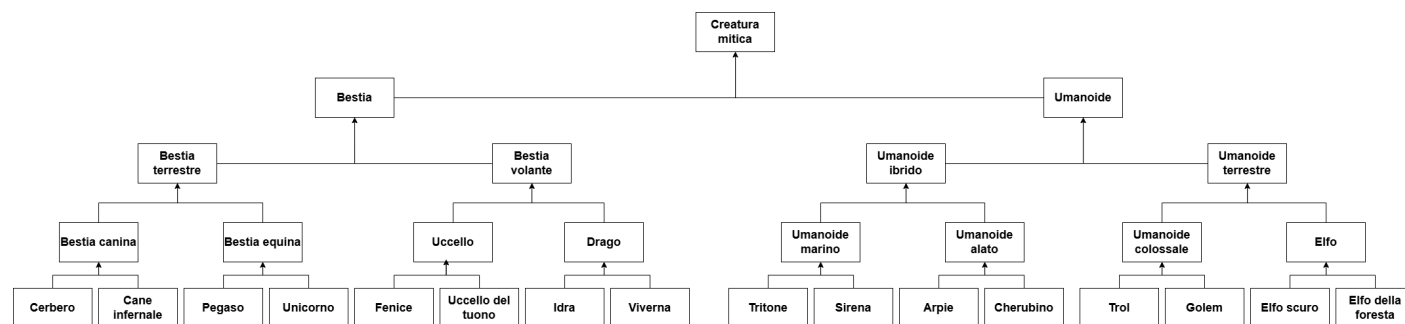 Creatura
mitica
Bestia
Umanoide
Bestia
terrestre
Bestia
volante
Umanoide
ibrido
Umanoide
terrestre
Bestia canina
Bestia equina
Uccello
Drago
Umanoide
marino
Umanoide
alato
Umanoide
colossale
Elfo
Cerbero
Cane
infernale
Pegaso
Unicorno
Fenice
Uccello del
tuono
Idra
Viverna
Tritone
Sirena
Arpie
Cherubino
Trol
Golem
Elfo scuro
Elfo della
foresta